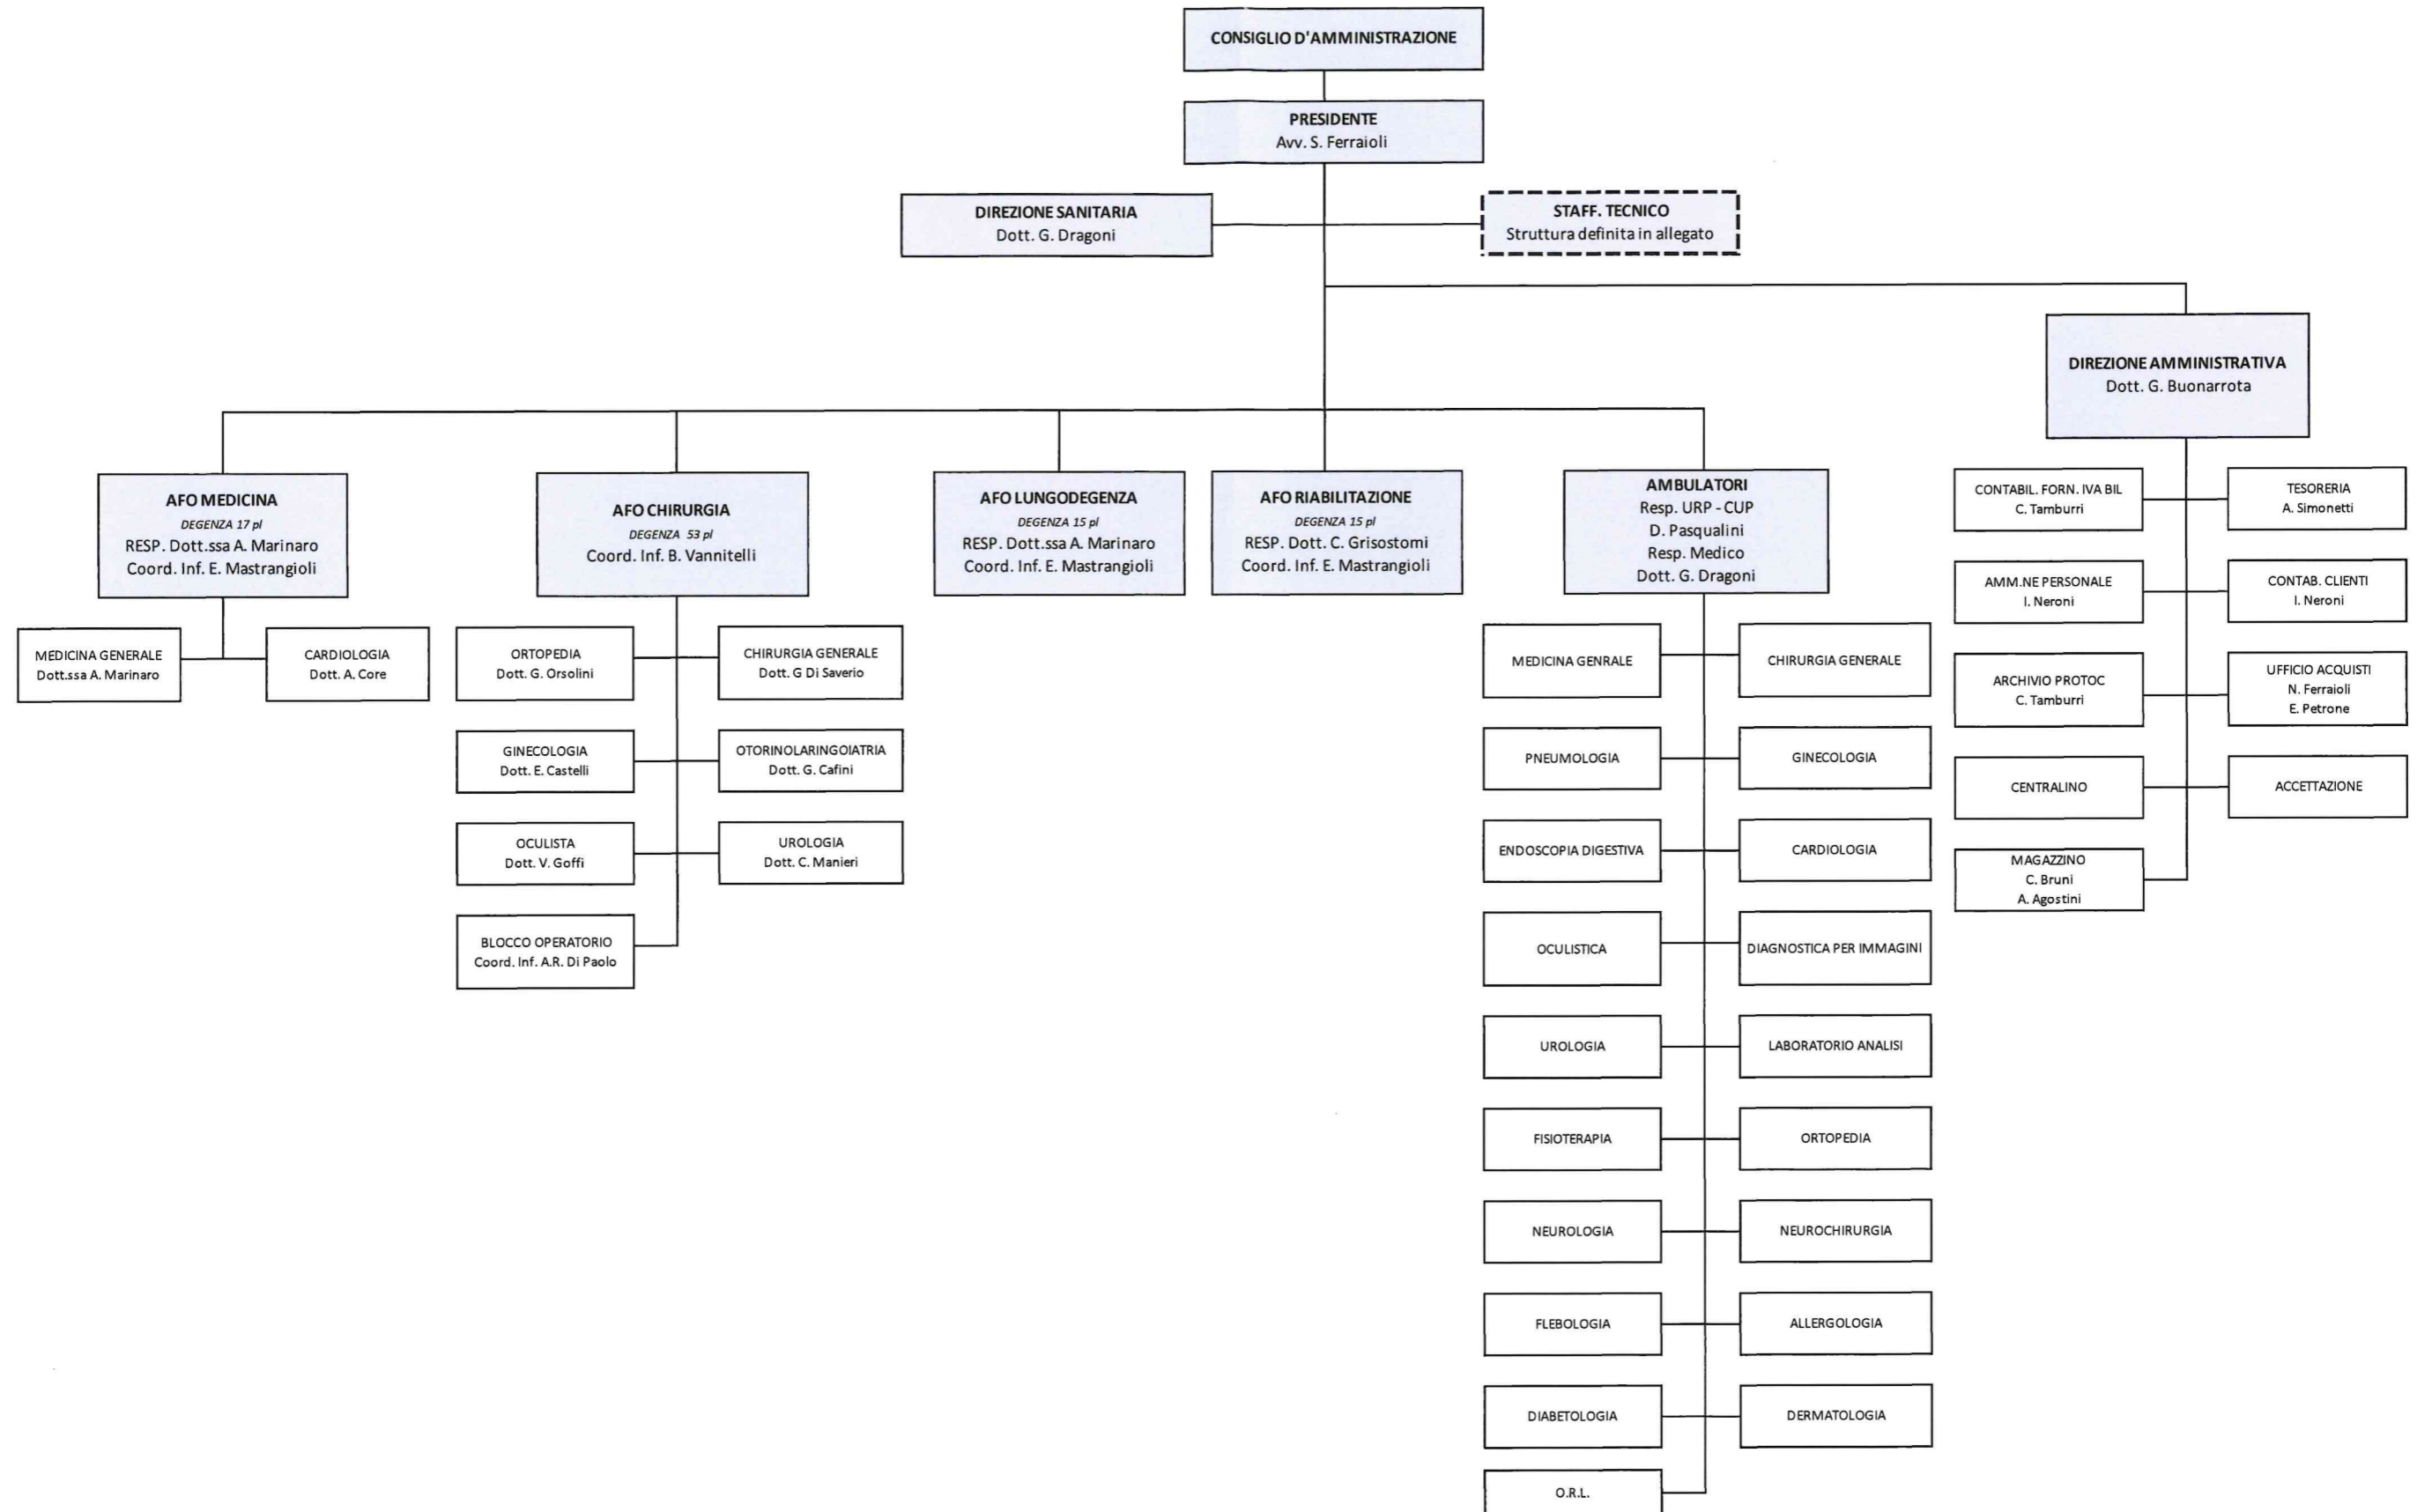 CONSIGLIO D'AMMINISTRAZIONE
PRESIDENTE
Avv. S. Ferraioli
DIREZIONE SANITARIA
Dott. G. Dragoni
STAFF. TECNICO
Struttura definita in allegato
DIREZIONE AMMINISTRATIVA
Dott. G. Buonarrota
AFO MEDICINA
DEGENZA 17 pl
RESP. Dott.ssa A. Marinaro
Coord. Inf. E. Mastrangioli
AFO CHIRURGIA
DEGENZA 53 pl
Coord. Inf. B. Vannitelli
AFO LUNGODEGENZA
DEGENZA 15 pl
RESP. Dott.ssa A. Marinaro
Coord. Inf. E. Mastrangioli
AFO RIABILITAZIONE
DEGENZA 15 pl
RESP. Dott. C. Grisostomi
Coord. Inf. E. Mastrangioli
AMBULATORI
Resp. URP - CUP
D. Pasqualini
Resp. Medico
Dott. G. Dragoni
MEDICINA GENERALE
Dott.ssa A. Marinaro
CARDIOLOGIA
Dott. A. Core
ORTOPEDIA
Dott. G. Orsolini
CHIRURGIA GENERALE
Dott. G Di Saverio
GINECOLOGIA
Dott. E. Castelli
OTORINOLARINGOIATRIA
Dott. G. Cafini
OCULISTA
Dott. V. Goffi
UROLOGIA
Dott. C. Manieri
BLOCCO OPERATORIO
Coord. Inf. A.R. Di Paolo
MEDICINA GENRALE
CHIRURGIA GENERALE
PNEUMOLOGIA
GINECOLOGIA
ENDOSCOPIA DIGESTIVA
CARDIOLOGIA
OCULISTICA
DIAGNOSTICA PER IMMAGINI
UROLOGIA
LABORATORIO ANALISI
FISIOTERAPIA
ORTOPEDIA
NEUROLOGIA
NEUROCHIRURGIA
FLEBOLOGIA
ALLERGOLOGIA
DIABETOLOGIA
DERMATOLOGIA
O.R.L.
CONTABIL. FORN. IVA BIL
C. Tamburri
TESORERIA
A. Simonetti
AMM.NE PERSONALE
I. Neroni
CONTAB. CLIENTI
I. Neroni
ARCHIVIO PROTOC
C. Tamburri
UFFICIO ACQUISTI
N. Ferraioli
E. Petrone
CENTRALINO
ACCETTAZIONE
MAGAZZINO
C. Bruni
A. Agostini